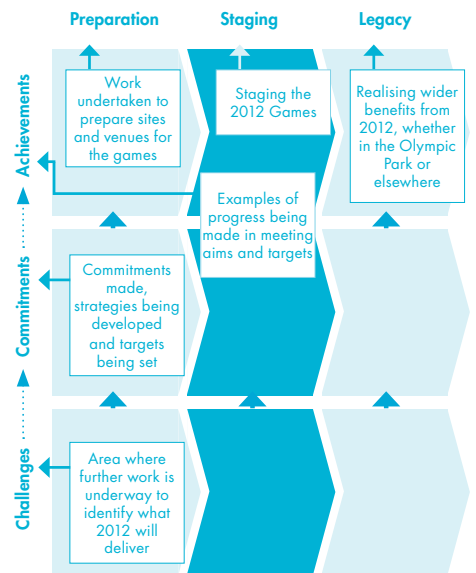 Preparation
Staging
Legacy
Achievements
Work
undertaken to
prepare sites
and venues for
the games
Staging the
2012 Games
Realising wider
benefits from
2012, whether
in the Olympic
Park or
elsewhere
Examples of
progress being
made in meeting
aims and targets
Commitments
Commitments
made,
strategies being
developed
and targets
being set
Challenges
Area where
further work is
underway to
identify what
2012 will
deliver